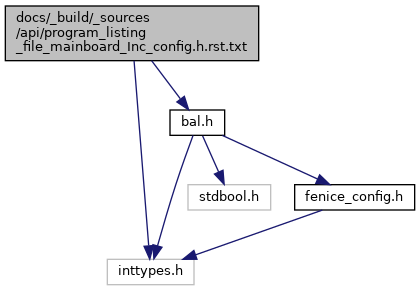 docs/_build/_sources
/api/program_listing
_file_mainboard_Inc_config.h.rst.txt
bal.h
stdbool.h
fenice_config.h
inttypes.h